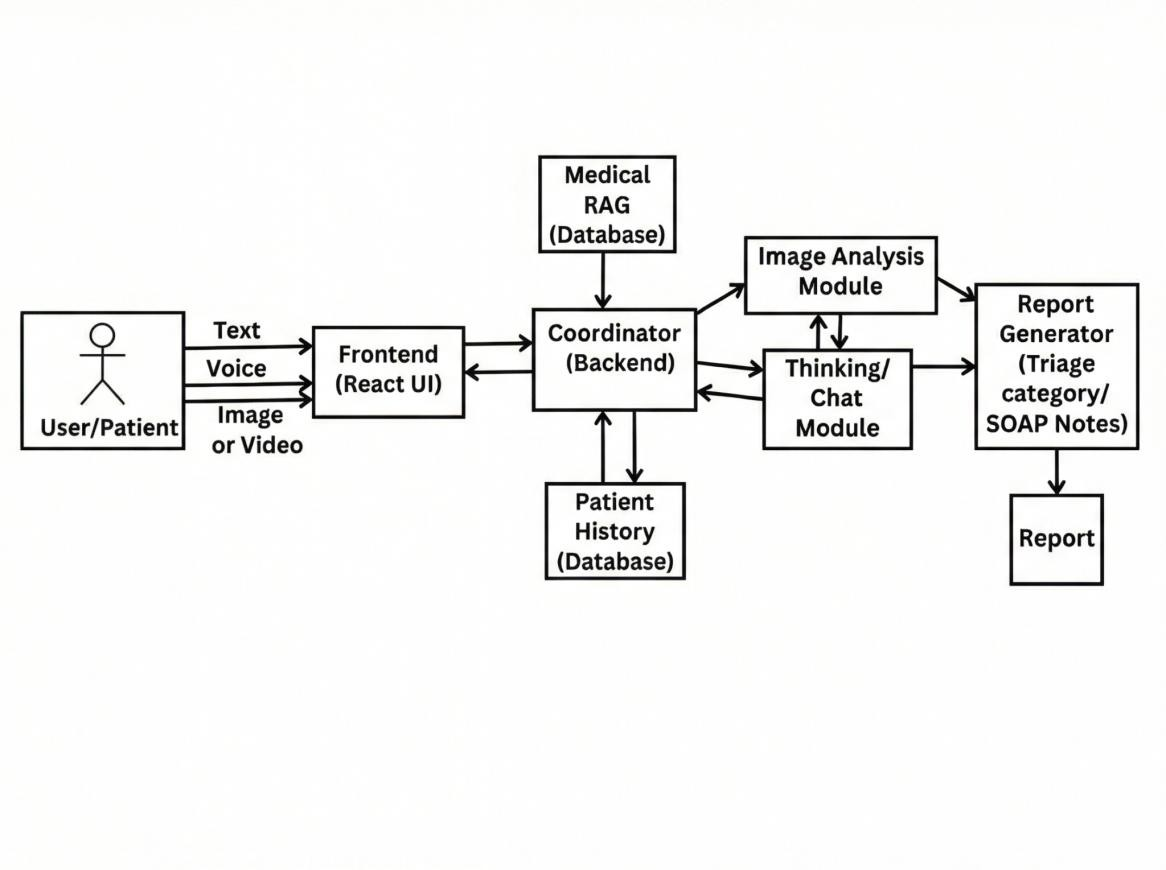 Medical
RAG
(Database)
Image Analysis
Module
Text
Voice
Image
or Video
User/Patient
Frontend
(React UI)
Coordinator
(Backend)
Thinking/
Chat
Module
Report
Generator
(Triage
category/
SOAP Notes)
Patient
History
(Database)
Report